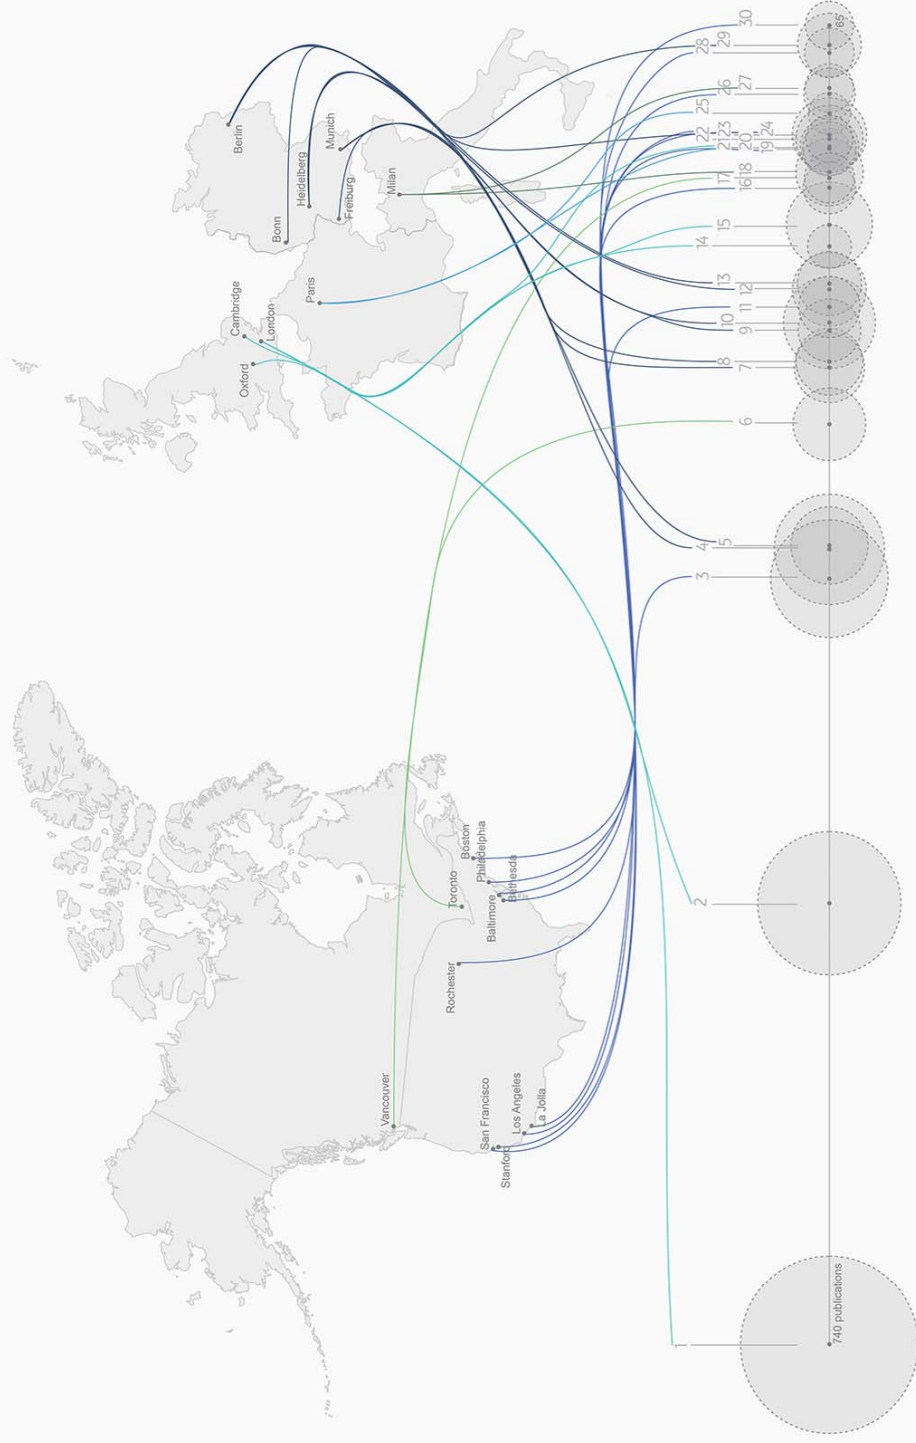 Vancouver
San Francisco
Stanford
Los Angeles
La Jolla
Rochester
Toronto
Baltimore
Bethesda
Philadelphia
Boston
Oxford
Cambridge
London
Paris
Bonn
Heidelberg
Freiburg
Berlin
Munich
Milan
1
2
3
4
5
6
7
8
9
10
11
12
13
14
15
16
17
18
19
20
21
22
23
24
25
26
27
28
29
30
740 publications
65